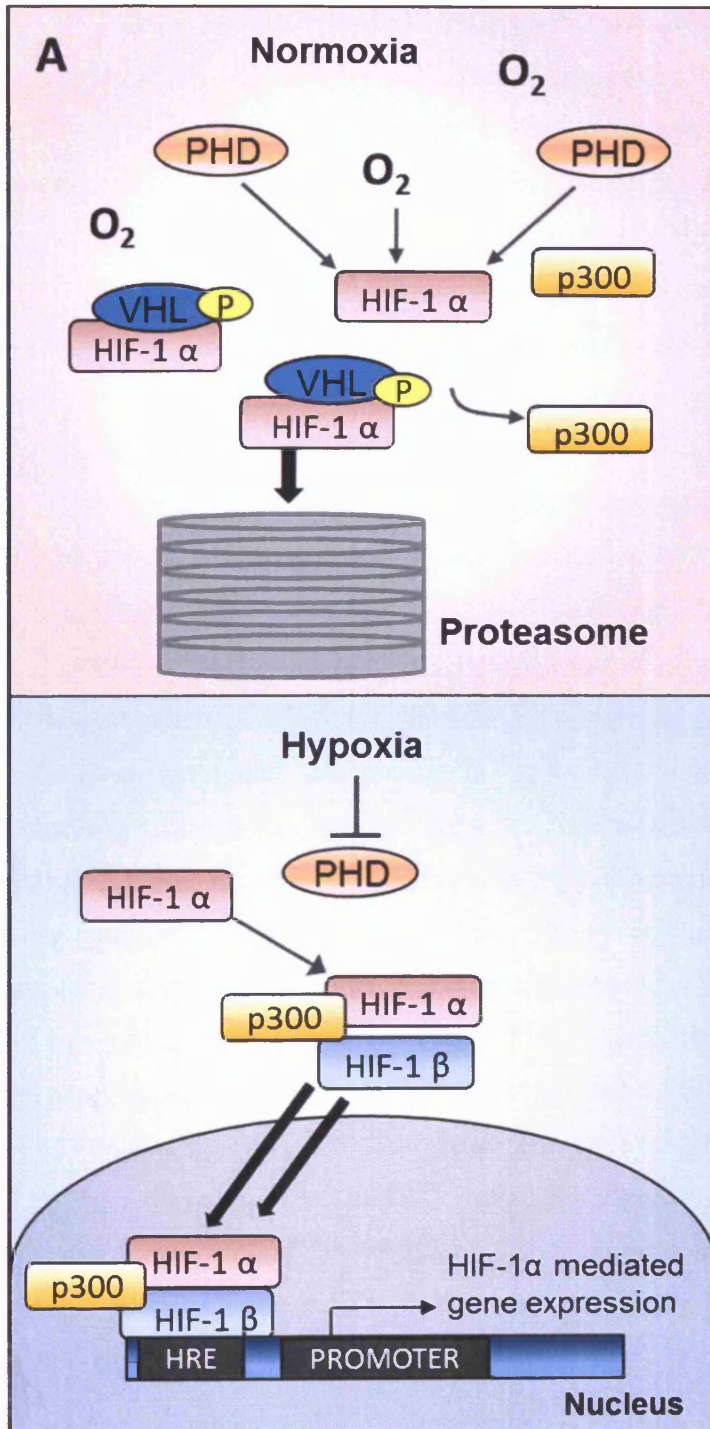 A
Normoxia
O₂
PHD
PHD
O₂
O₂
HIF-1 α
p300
VHL P
HIF-1 α
VHL P
HIF-1 α
p300
Proteasome
Hypoxia
PHD
HIF-1 α
HIF-1 α
p300
HIF-1 β
HIF-1 α
p300
HIF-1 β
HIF-1α mediated
gene expression
HRE
PROMOTER
Nucleus